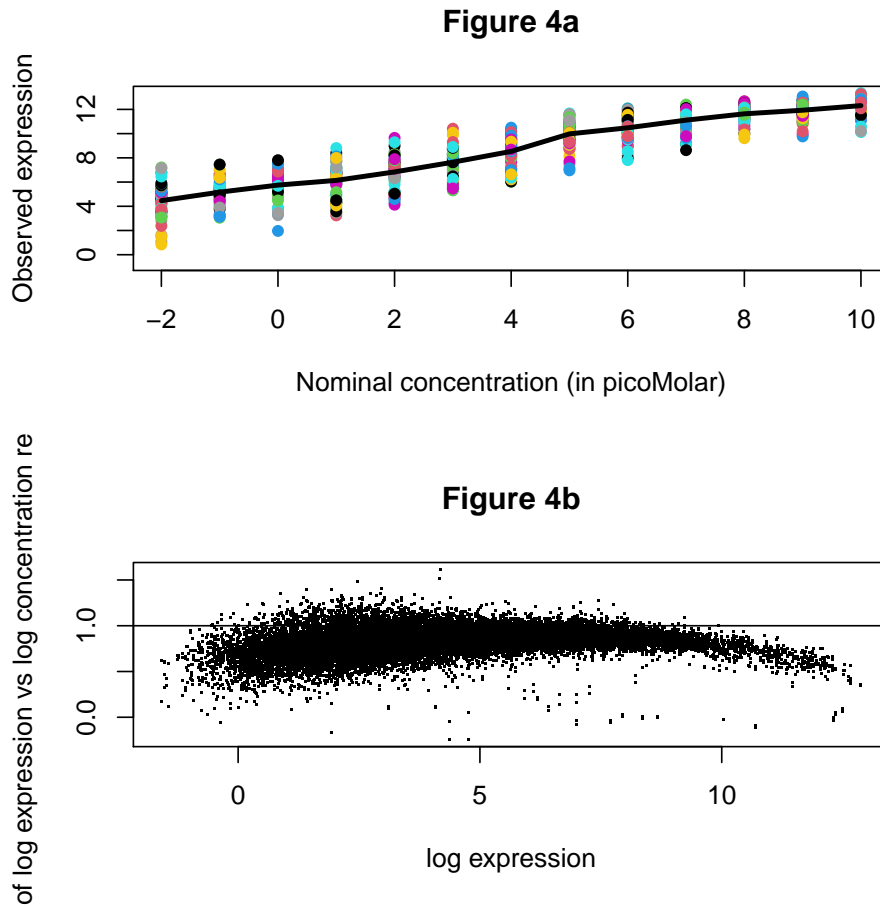 Figure 4a
Observed expression
12
8
4
0
−2 0 2 4 6 8 10
Nominal concentration (in picoMolar)
Figure 4b
of log expression vs log concentration re
1.0
0.0
0 5 10
log expression